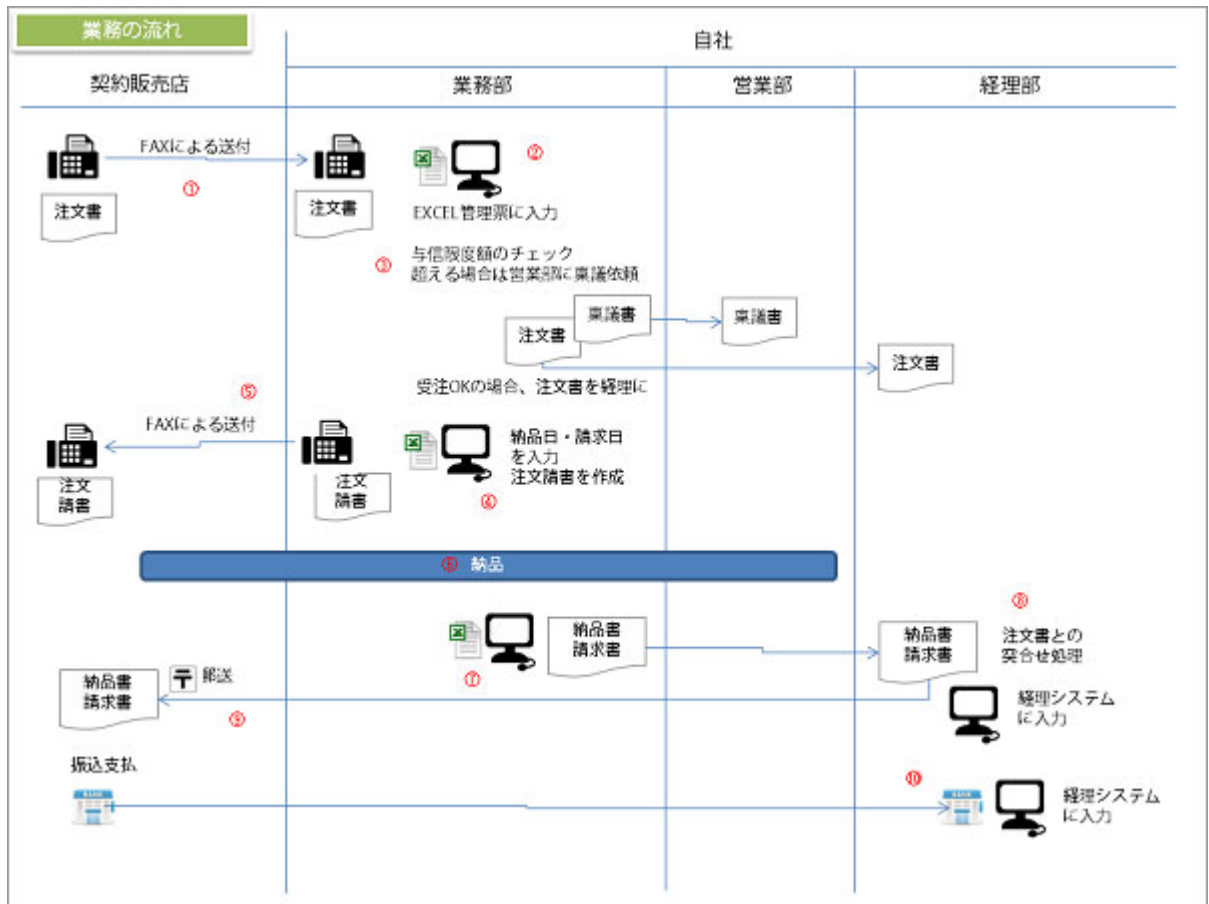 業務の流れ
自社
契約販売店
業務部
営業部
経理部
FAXによる送付
①
注文書
注文書
②
EXCEL管理票に入力
③
与信限度額のチェック
超える場合は営業部に稟議依頼
稟議書
注文書
稟議書
注文書
受注OKの場合、注文書を経理に
⑤
FAXによる送付
注文
請書
注文
請書
納品日・請求日
を入力
注文請書を作成
④
⑥ 納品
⑦
納品書
請求書
⑧
納品書
請求書
注文書との
突合せ処理
納品書
請求書
〒 郵送
⑨
経理システム
に入力
振込支払
BANK
⑩
BANK
経理システム
に入力